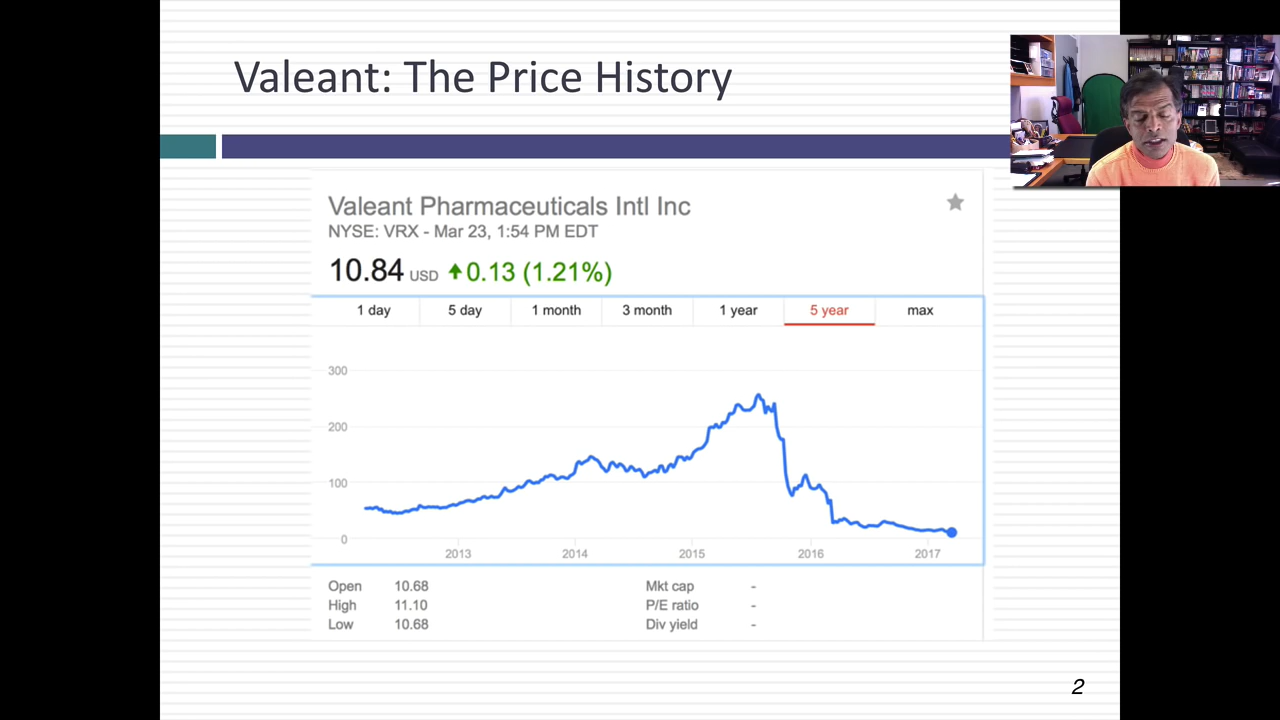 Valeant: The Price History
Valeant Pharmaceuticals Intl Inc
NYSE: VRX - Mar 23, 1:54 PM EDT
10.84 USD 0.13 (1.21%)
1 day 5 day 1 month 3 month 1 year 5 year max
300
200
100
0
2013 2014 2015 2016 2017
Open 10.68 Mkt cap -
High 11.10 P/E ratio -
Low 10.68 Div yield -
2